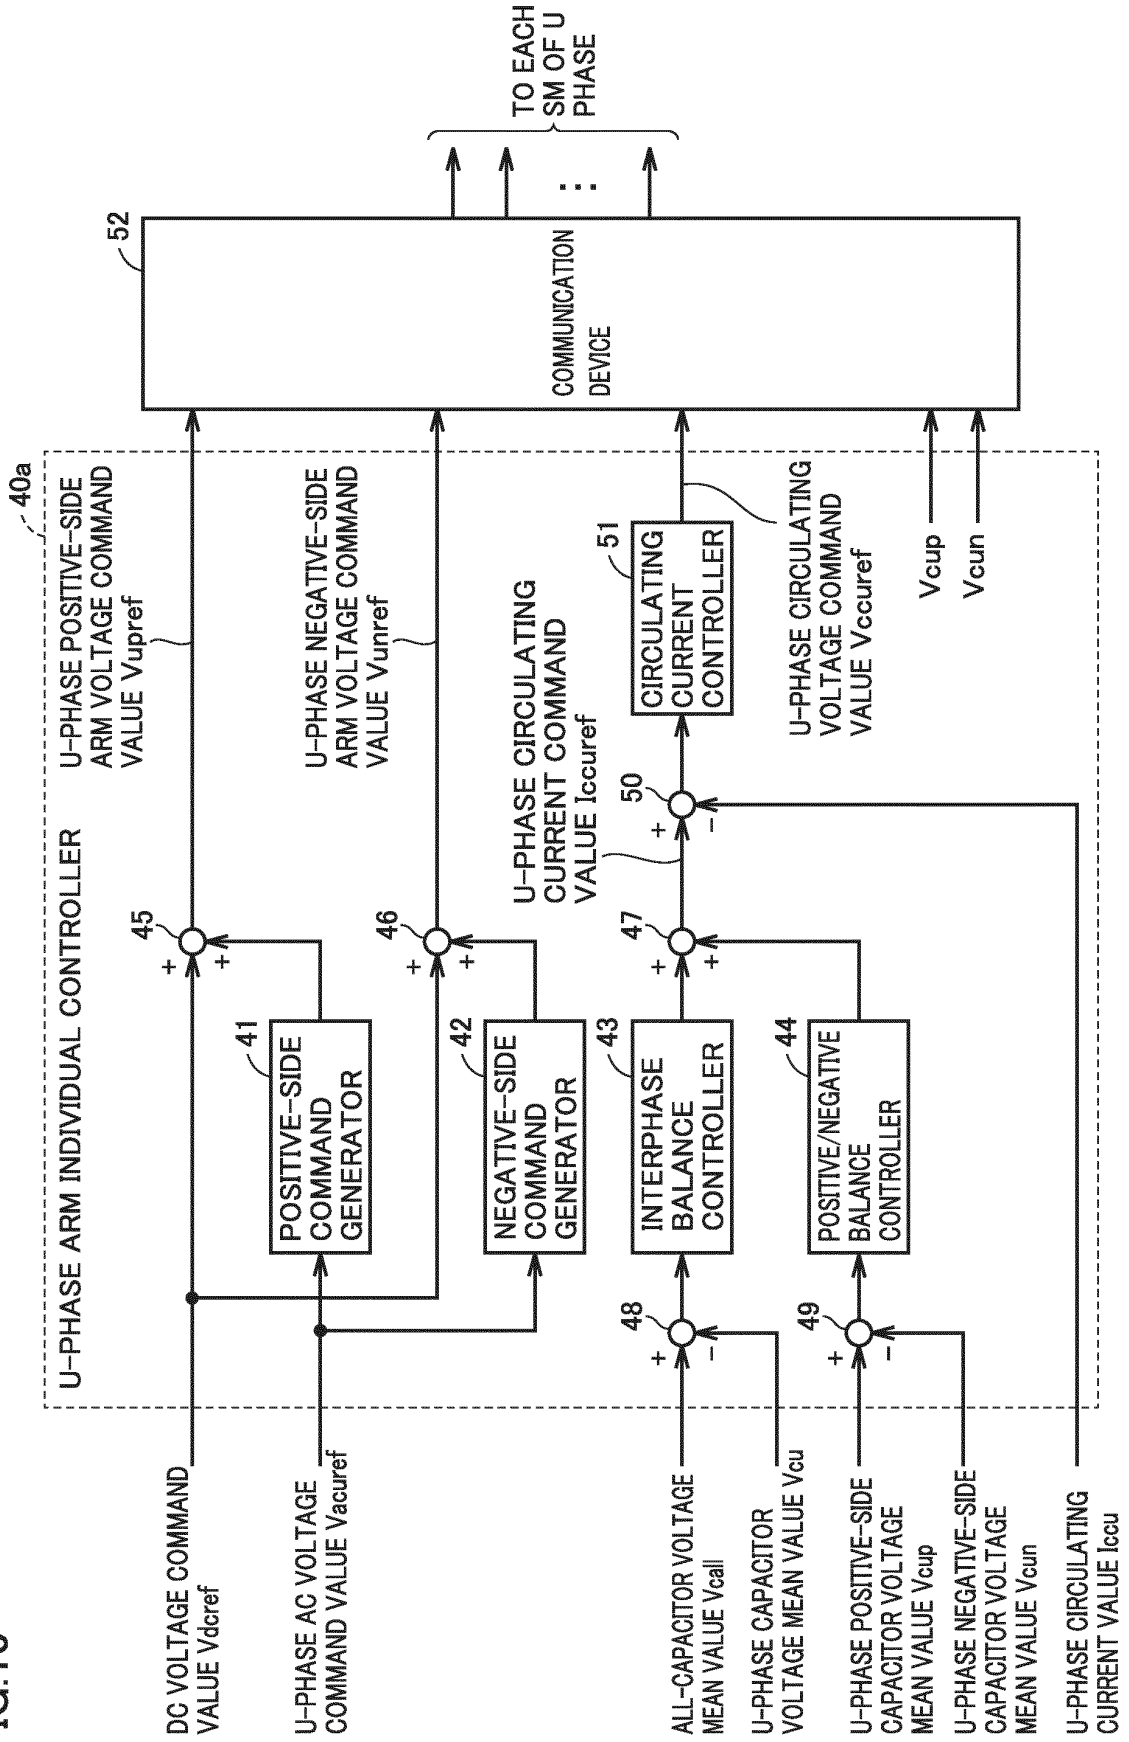 U-PHASE ARM INDIVIDUAL CONTROLLER
40a
DC VOLTAGE COMMAND
VALUE Vdcref
U-PHASE AC VOLTAGE
COMMAND VALUE Vacuref
ALL-CAPACITOR VOLTAGE
MEAN VALUE Vcall
U-PHASE CAPACITOR
VOLTAGE MEAN VALUE Vcu
U-PHASE POSITIVE-SIDE
CAPACITOR VOLTAGE
MEAN VALUE Vcup
U-PHASE NEGATIVE-SIDE
CAPACITOR VOLTAGE
MEAN VALUE Vcun
U-PHASE CIRCULATING
CURRENT VALUE Iccu
41
POSITIVE-SIDE
COMMAND
GENERATOR
42
NEGATIVE-SIDE
COMMAND
GENERATOR
48
+
−
43
INTERPHASE
BALANCE
CONTROLLER
49
+
−
44
POSITIVE/NEGATIVE
BALANCE
CONTROLLER
45
+
+
46
+
+
47
+
+
U-PHASE POSITIVE-SIDE
ARM VOLTAGE COMMAND
VALUE Vupref
U-PHASE NEGATIVE-SIDE
ARM VOLTAGE COMMAND
VALUE Vunref
U-PHASE CIRCULATING
CURRENT COMMAND
VALUE Iccuref
50
+
−
51
CIRCULATING
CURRENT
CONTROLLER
U-PHASE CIRCULATING
VOLTAGE COMMAND
VALUE Vccuref
Vcup
Vcun
52
COMMUNICATION
DEVICE
...
TO EACH
SM OF U
PHASE